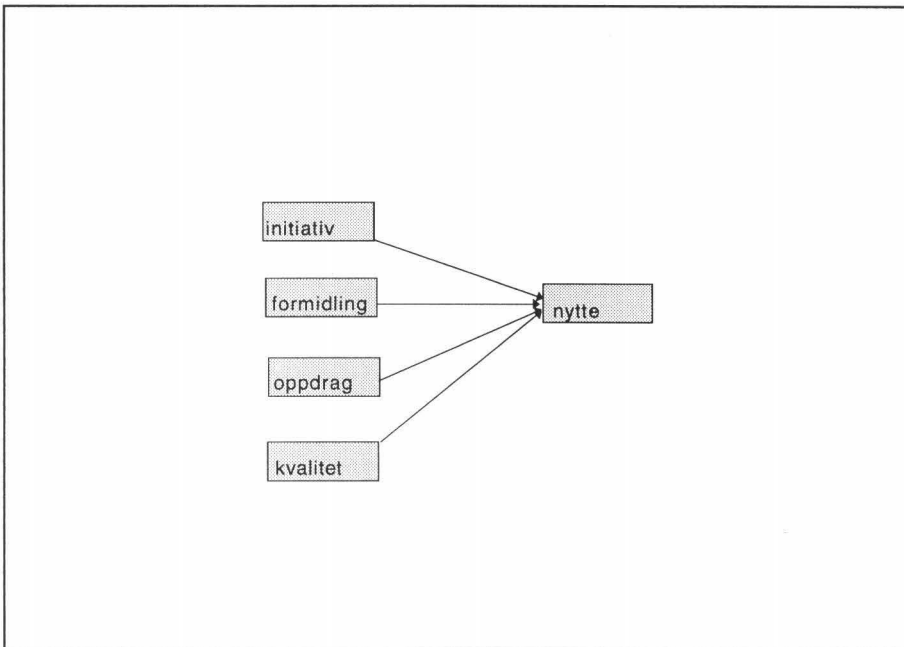 initiativ
formidling
oppdrag
kvalitet
nytte